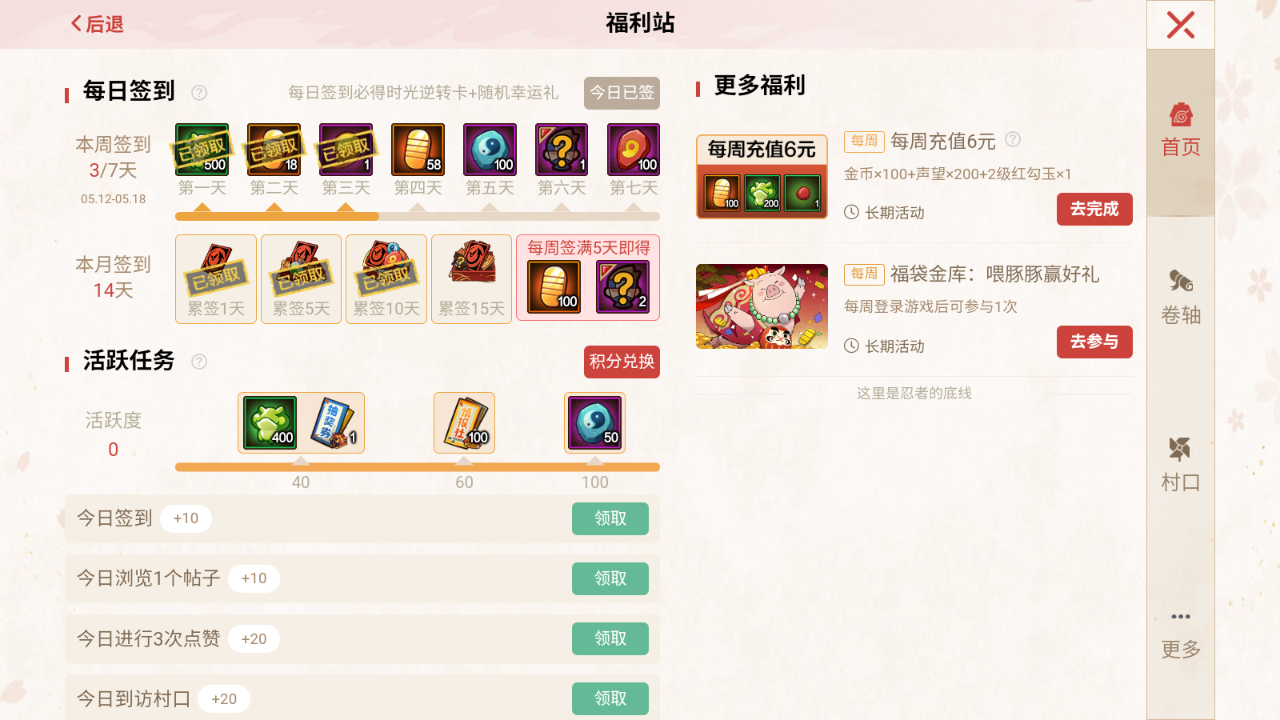 后退
福利站
每日签到
每日签到必得时光逆转卡+随机幸运礼
今日已签
本周签到
3/7天
05.12-05.18
已领取 500
已领取 18
已领取 1
58
100
1
100
第一天
第二天
第三天
第四天
第五天
第六天
第七天
本月签到
14天
已领取
累签1天
已领取
累签5天
已领取
累签10天
累签15天
每周签满5天即得
100
2
活跃任务
积分兑换
活跃度
0
400
抽奖券 1
情报社 100
50
40
60
100
今日签到 +10 领取
今日浏览1个帖子 +10 领取
今日进行3次点赞 +20 领取
今日到访村口 +20 领取
更多福利
每周充值6元
100
200
1
每周 每周充值6元
金币×100+声望×200+2级红勾玉×1
长期活动
去完成
每周 福袋金库：喂豚豚赢好礼
每周登录游戏后可参与1次
长期活动
去参与
这里是忍者的底线
首页
卷轴
村口
更多